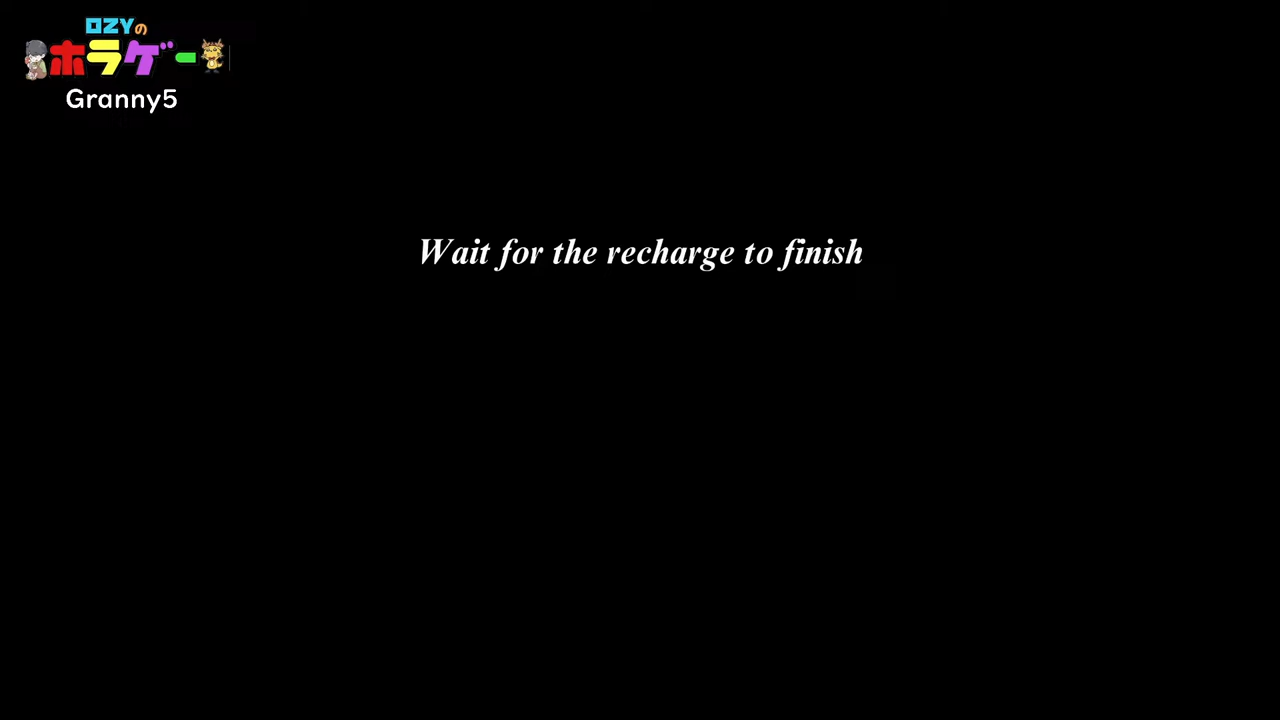 OZYの
ホラゲー
Granny5
Wait for the recharge to finish